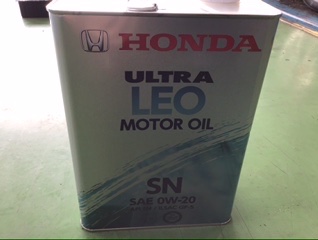 HONDA
ULTRA
LEO
MOTOR OIL
SN
SAE 0W-20